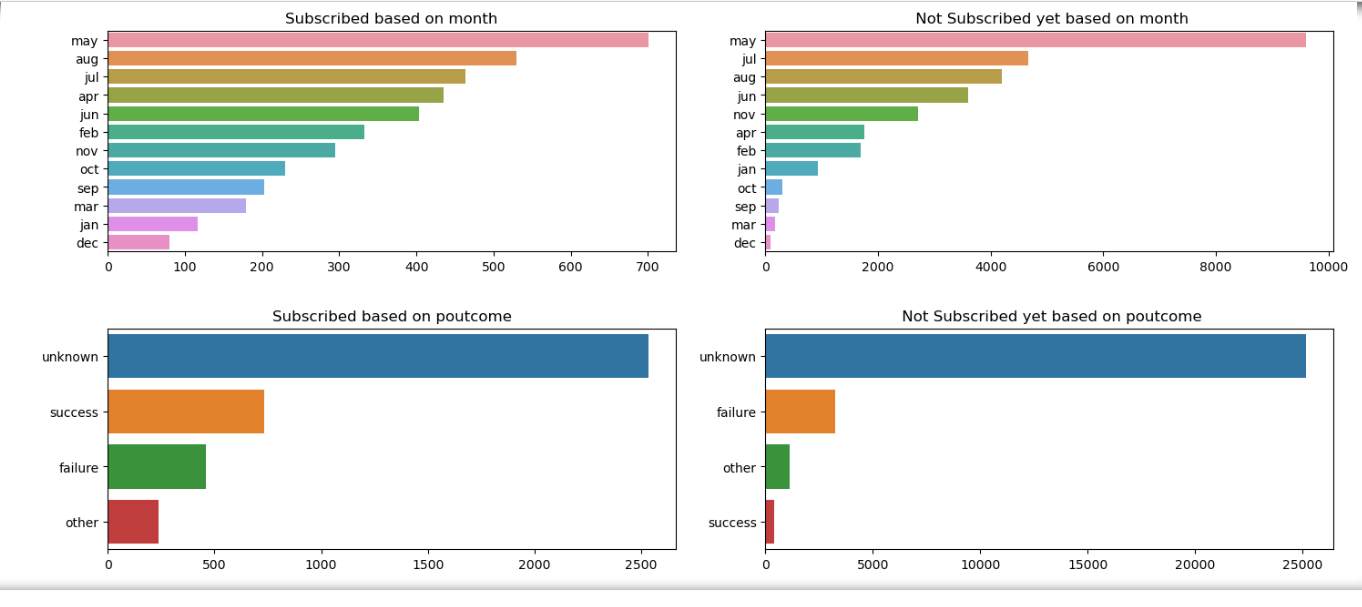 Subscribed based on month
may
aug
jul
apr
jun
feb
nov
oct
sep
mar
jan
dec
0 100 200 300 400 500 600 700
Not Subscribed yet based on month
may
jul
aug
jun
nov
apr
feb
jan
oct
sep
mar
dec
0 2000 4000 6000 8000 10000
Subscribed based on poutcome
unknown
success
failure
other
0 500 1000 1500 2000 2500
Not Subscribed yet based on poutcome
unknown
failure
other
success
0 5000 10000 15000 20000 25000